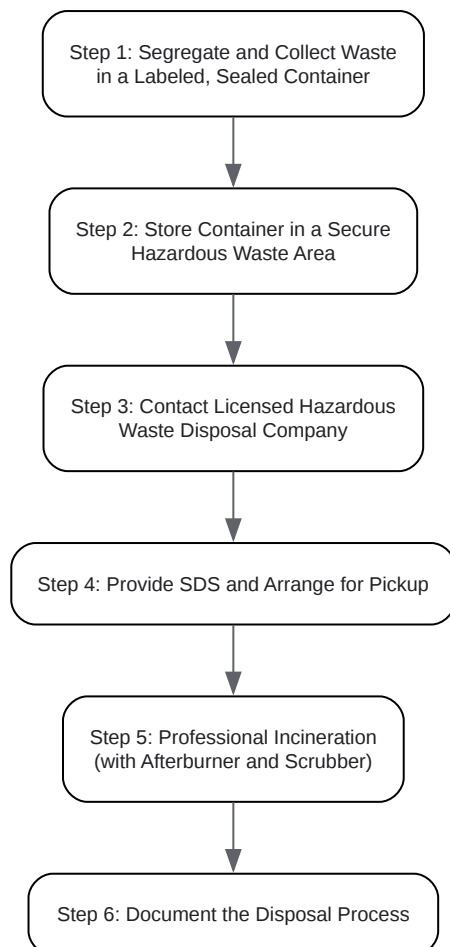 Step 1: Segregate and Collect Waste
in a Labeled, Sealed Container
Step 2: Store Container in a Secure
Hazardous Waste Area
Step 3: Contact Licensed Hazardous
Waste Disposal Company
Step 4: Provide SDS and Arrange for Pickup
Step 5: Professional Incineration
(with Afterburner and Scrubber)
Step 6: Document the Disposal Process